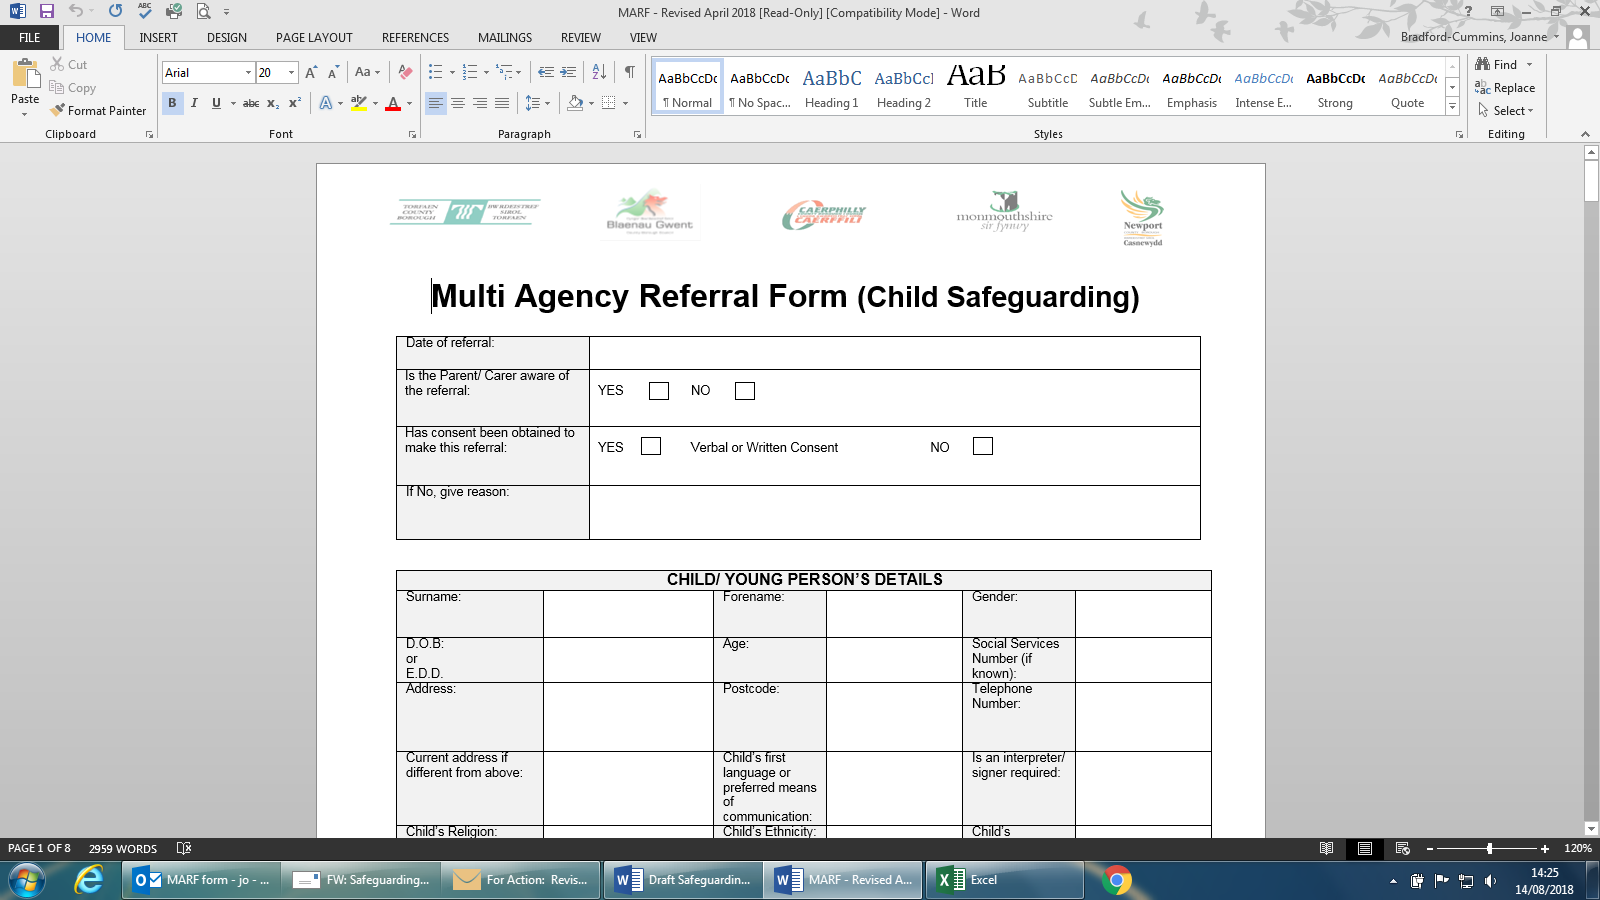 MARF - Revised April 2018 [Read-Only] [Compatibility Mode] - Word
FILE HOME INSERT DESIGN PAGE LAYOUT REFERENCES MAILINGS REVIEW VIEW Bradford-Cummins, Joanne
Paste
Cut
Copy
Format Painter
Clipboard
Arial 20
Font
Paragraph
AaBbCcDc AaBbCcDc AaBbC AaBbCcI AaB AaBbCcD AaBbCcDc AaBbCcDc AaBbCcDc AaBbCcDc AaBbCcDc
¶ Normal ¶ No Spac... Heading 1 Heading 2 Title Subtitle Subtle Em... Emphasis Intense E... Strong Quote
Styles
Find
Replace
Select
Editing
TORFAEN COUNTY BOROUGH
BWRDEISTREF SIROL TORFAEN
Blaenau Gwent
CAERPHILLY
CAERFFILI
monmouthshire
sir fynwy
Newport
Casnewydd
Multi Agency Referral Form (Child Safeguarding)
Date of referral:
Is the Parent/ Carer aware of
the referral:
YES NO
Has consent been obtained to
make this referral:
YES Verbal or Written Consent NO
If No, give reason:
CHILD/ YOUNG PERSON'S DETAILS
Surname: Forename: Gender:
D.O.B:
or
E.D.D.
Age:
Social Services
Number (if
known):
Address: Postcode:
Telephone
Number:
Current address if
different from above:
Child's first
language or
preferred means
of
communication:
Is an interpreter/
signer required:
Child's Religion: Child's Ethnicity: Child's
PAGE 1 OF 8 2959 WORDS 120%
MARF form - jo - ... FW: Safeguarding... For Action: Revis... Draft Safeguardin... MARF - Revised A... Excel
14:25
14/08/2018